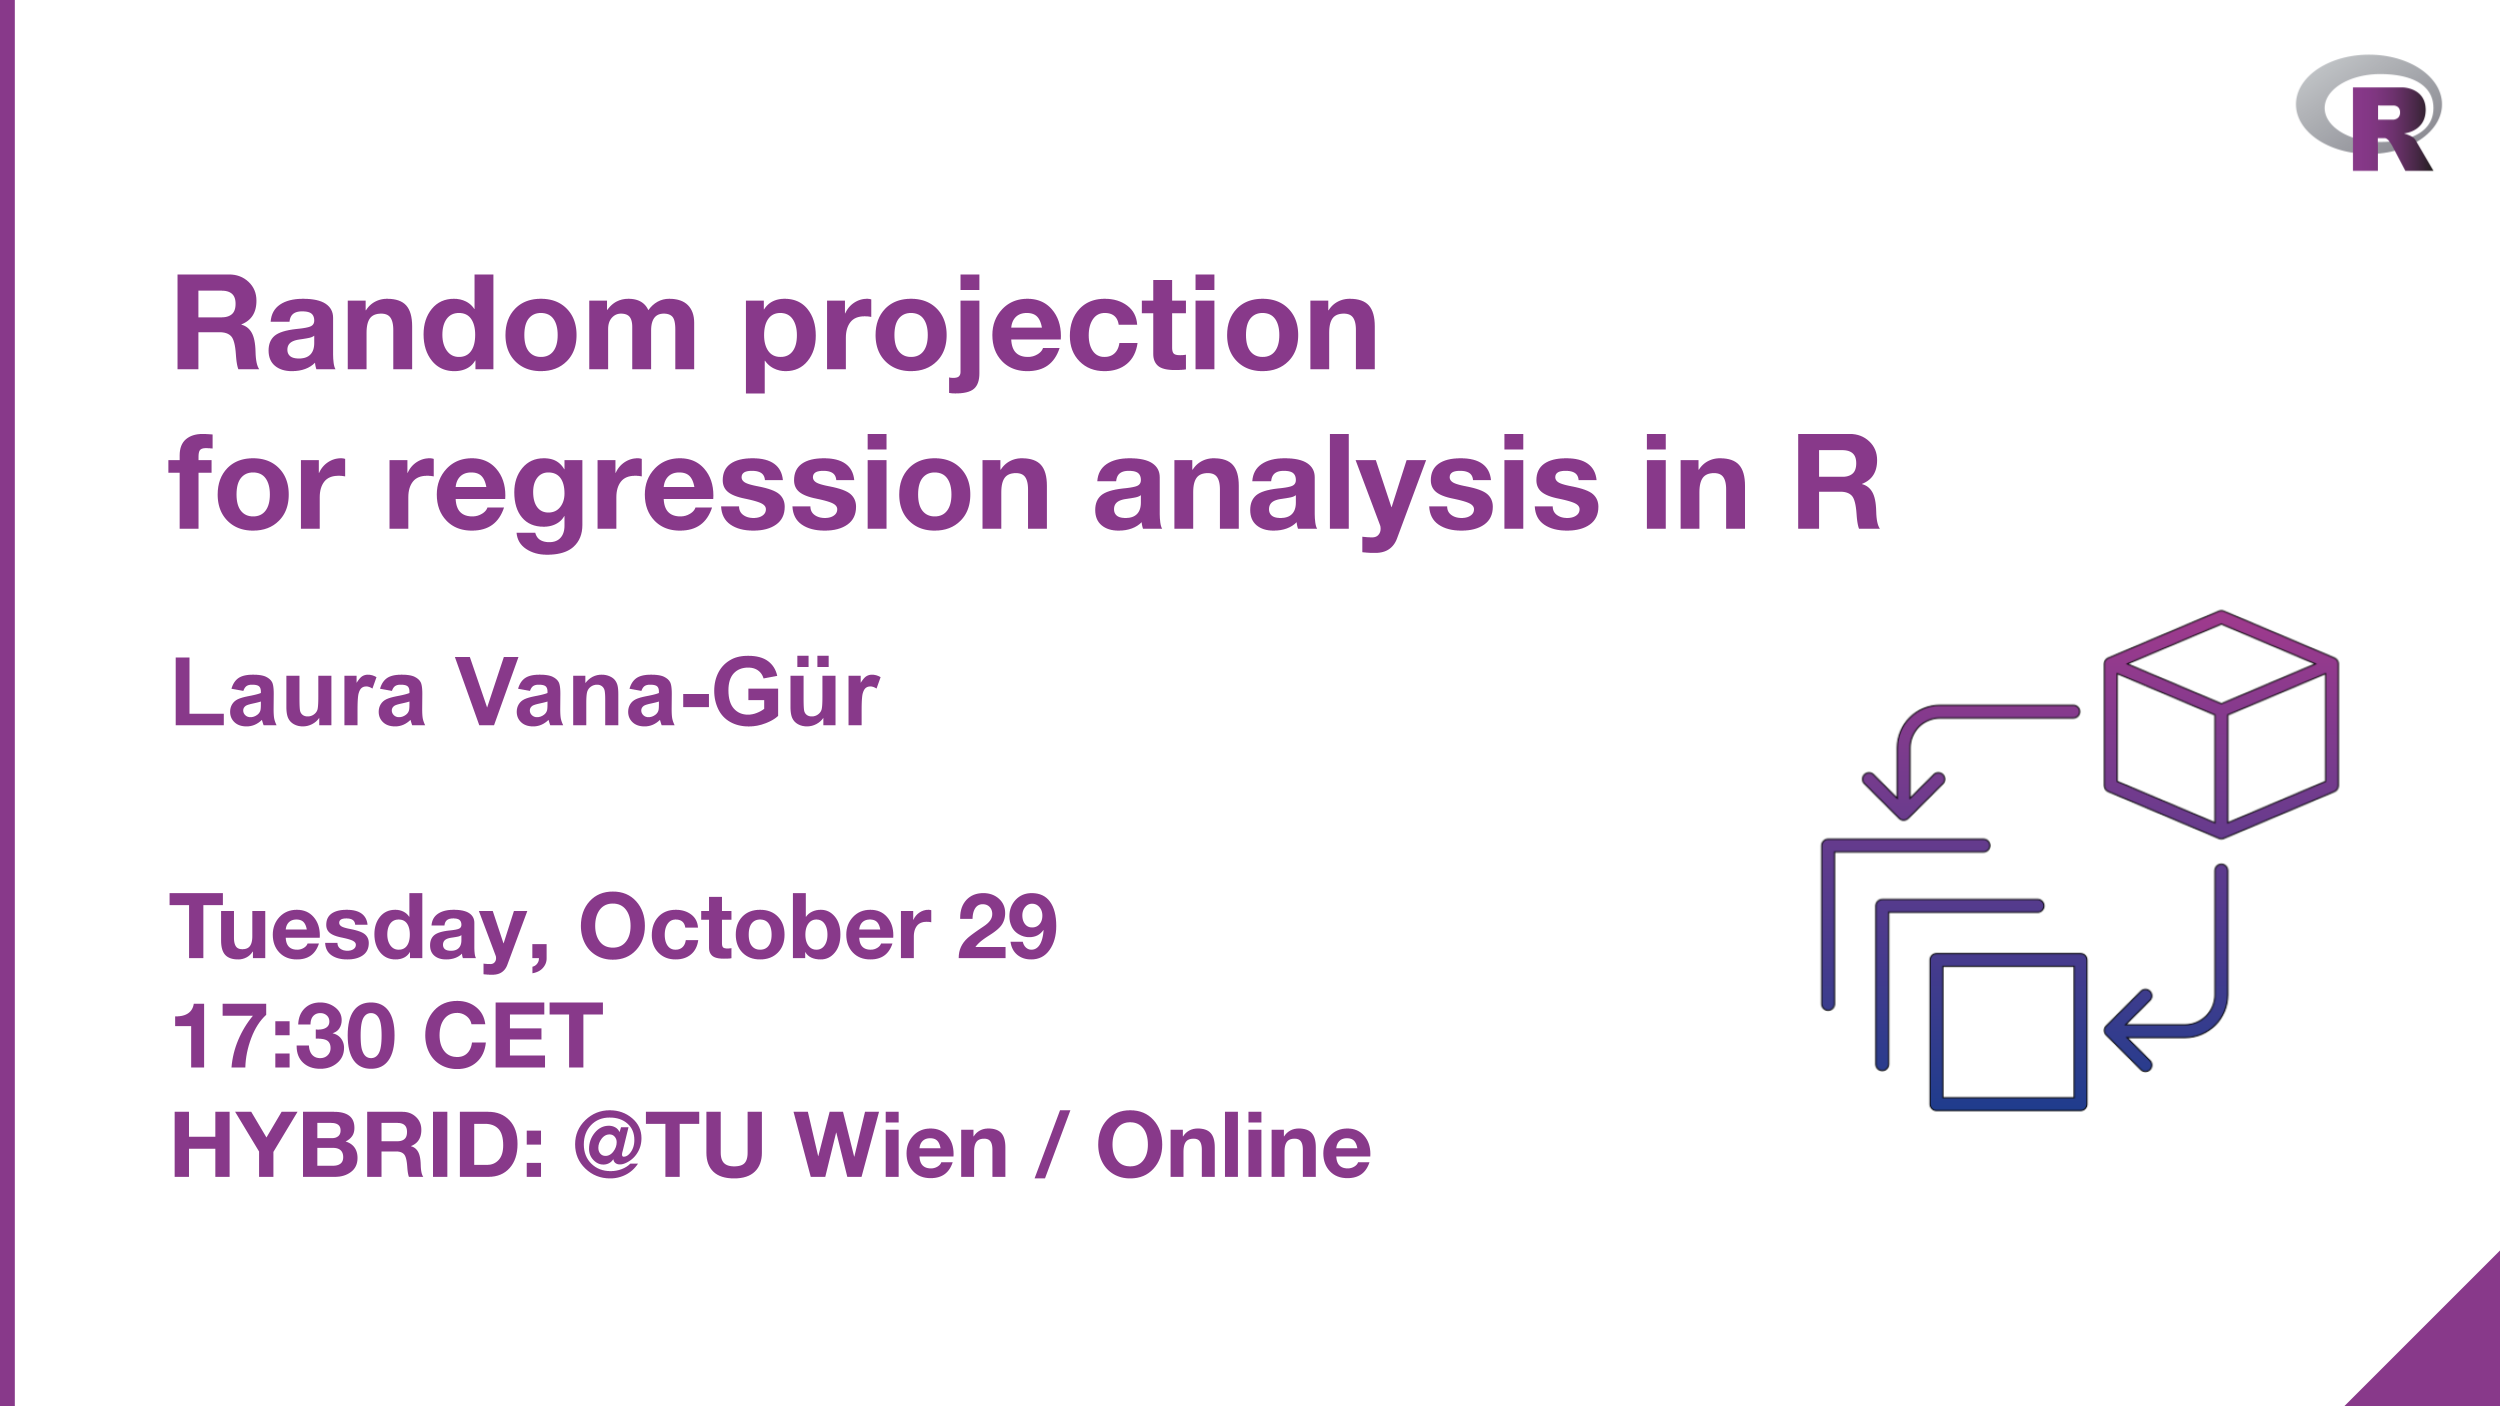 R
Random projection
for regression analysis in R
Laura Vana-Gür
Tuesday, October 29
17:30 CET
HYBRID: @TU Wien / Online